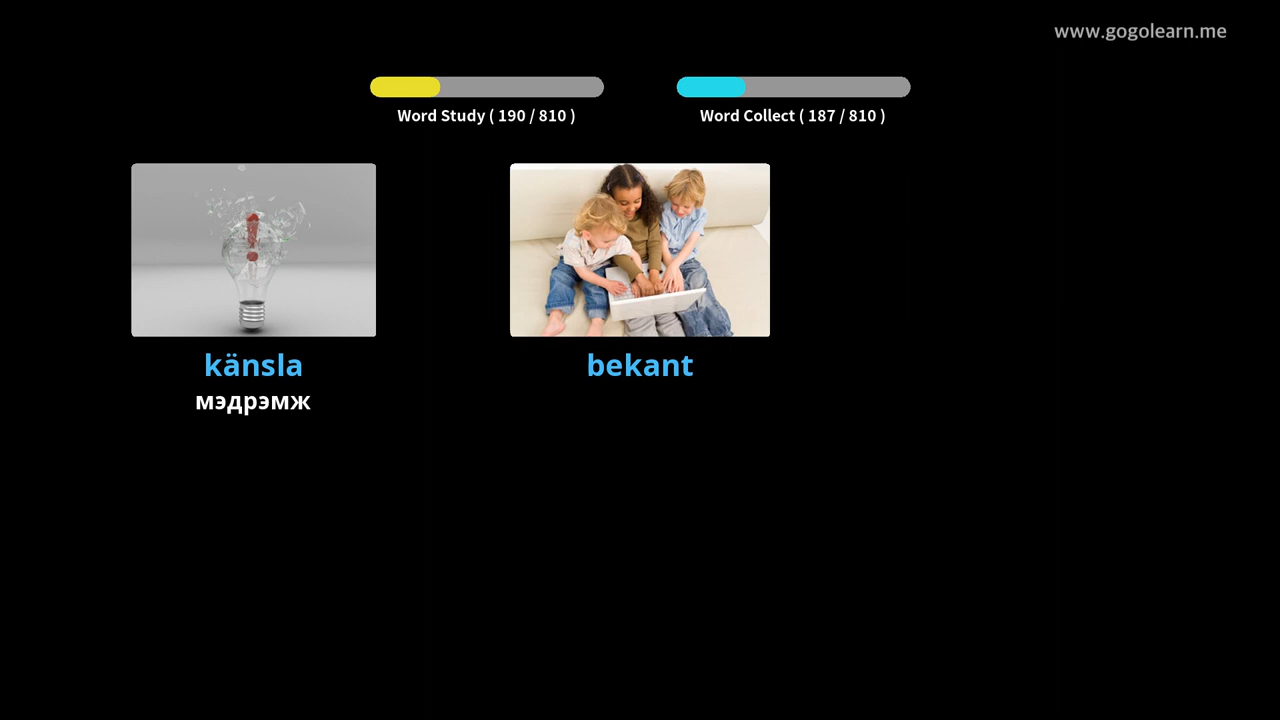 www.gogolearn.me
Word Study ( 190 / 810 )
Word Collect ( 187 / 810 )
känsla
мэдрэмж
bekant